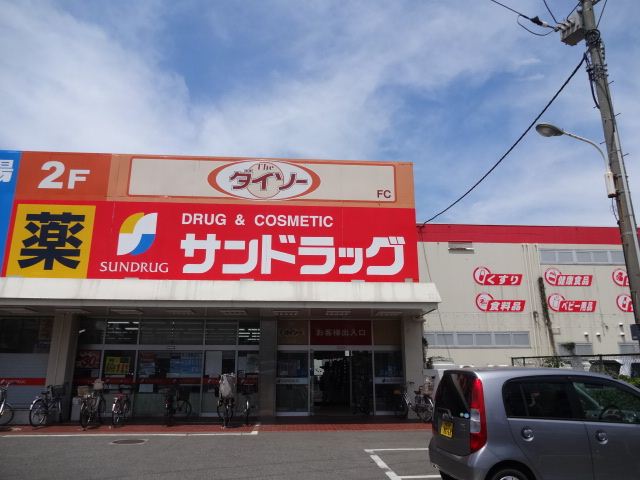 場
2F
The
ダイソー
FC
薬
SUNDRUG
DRUG & COSMETIC
サンドラッグ
くすり
健康食品
食料品
ベビー用品
お客様出入口